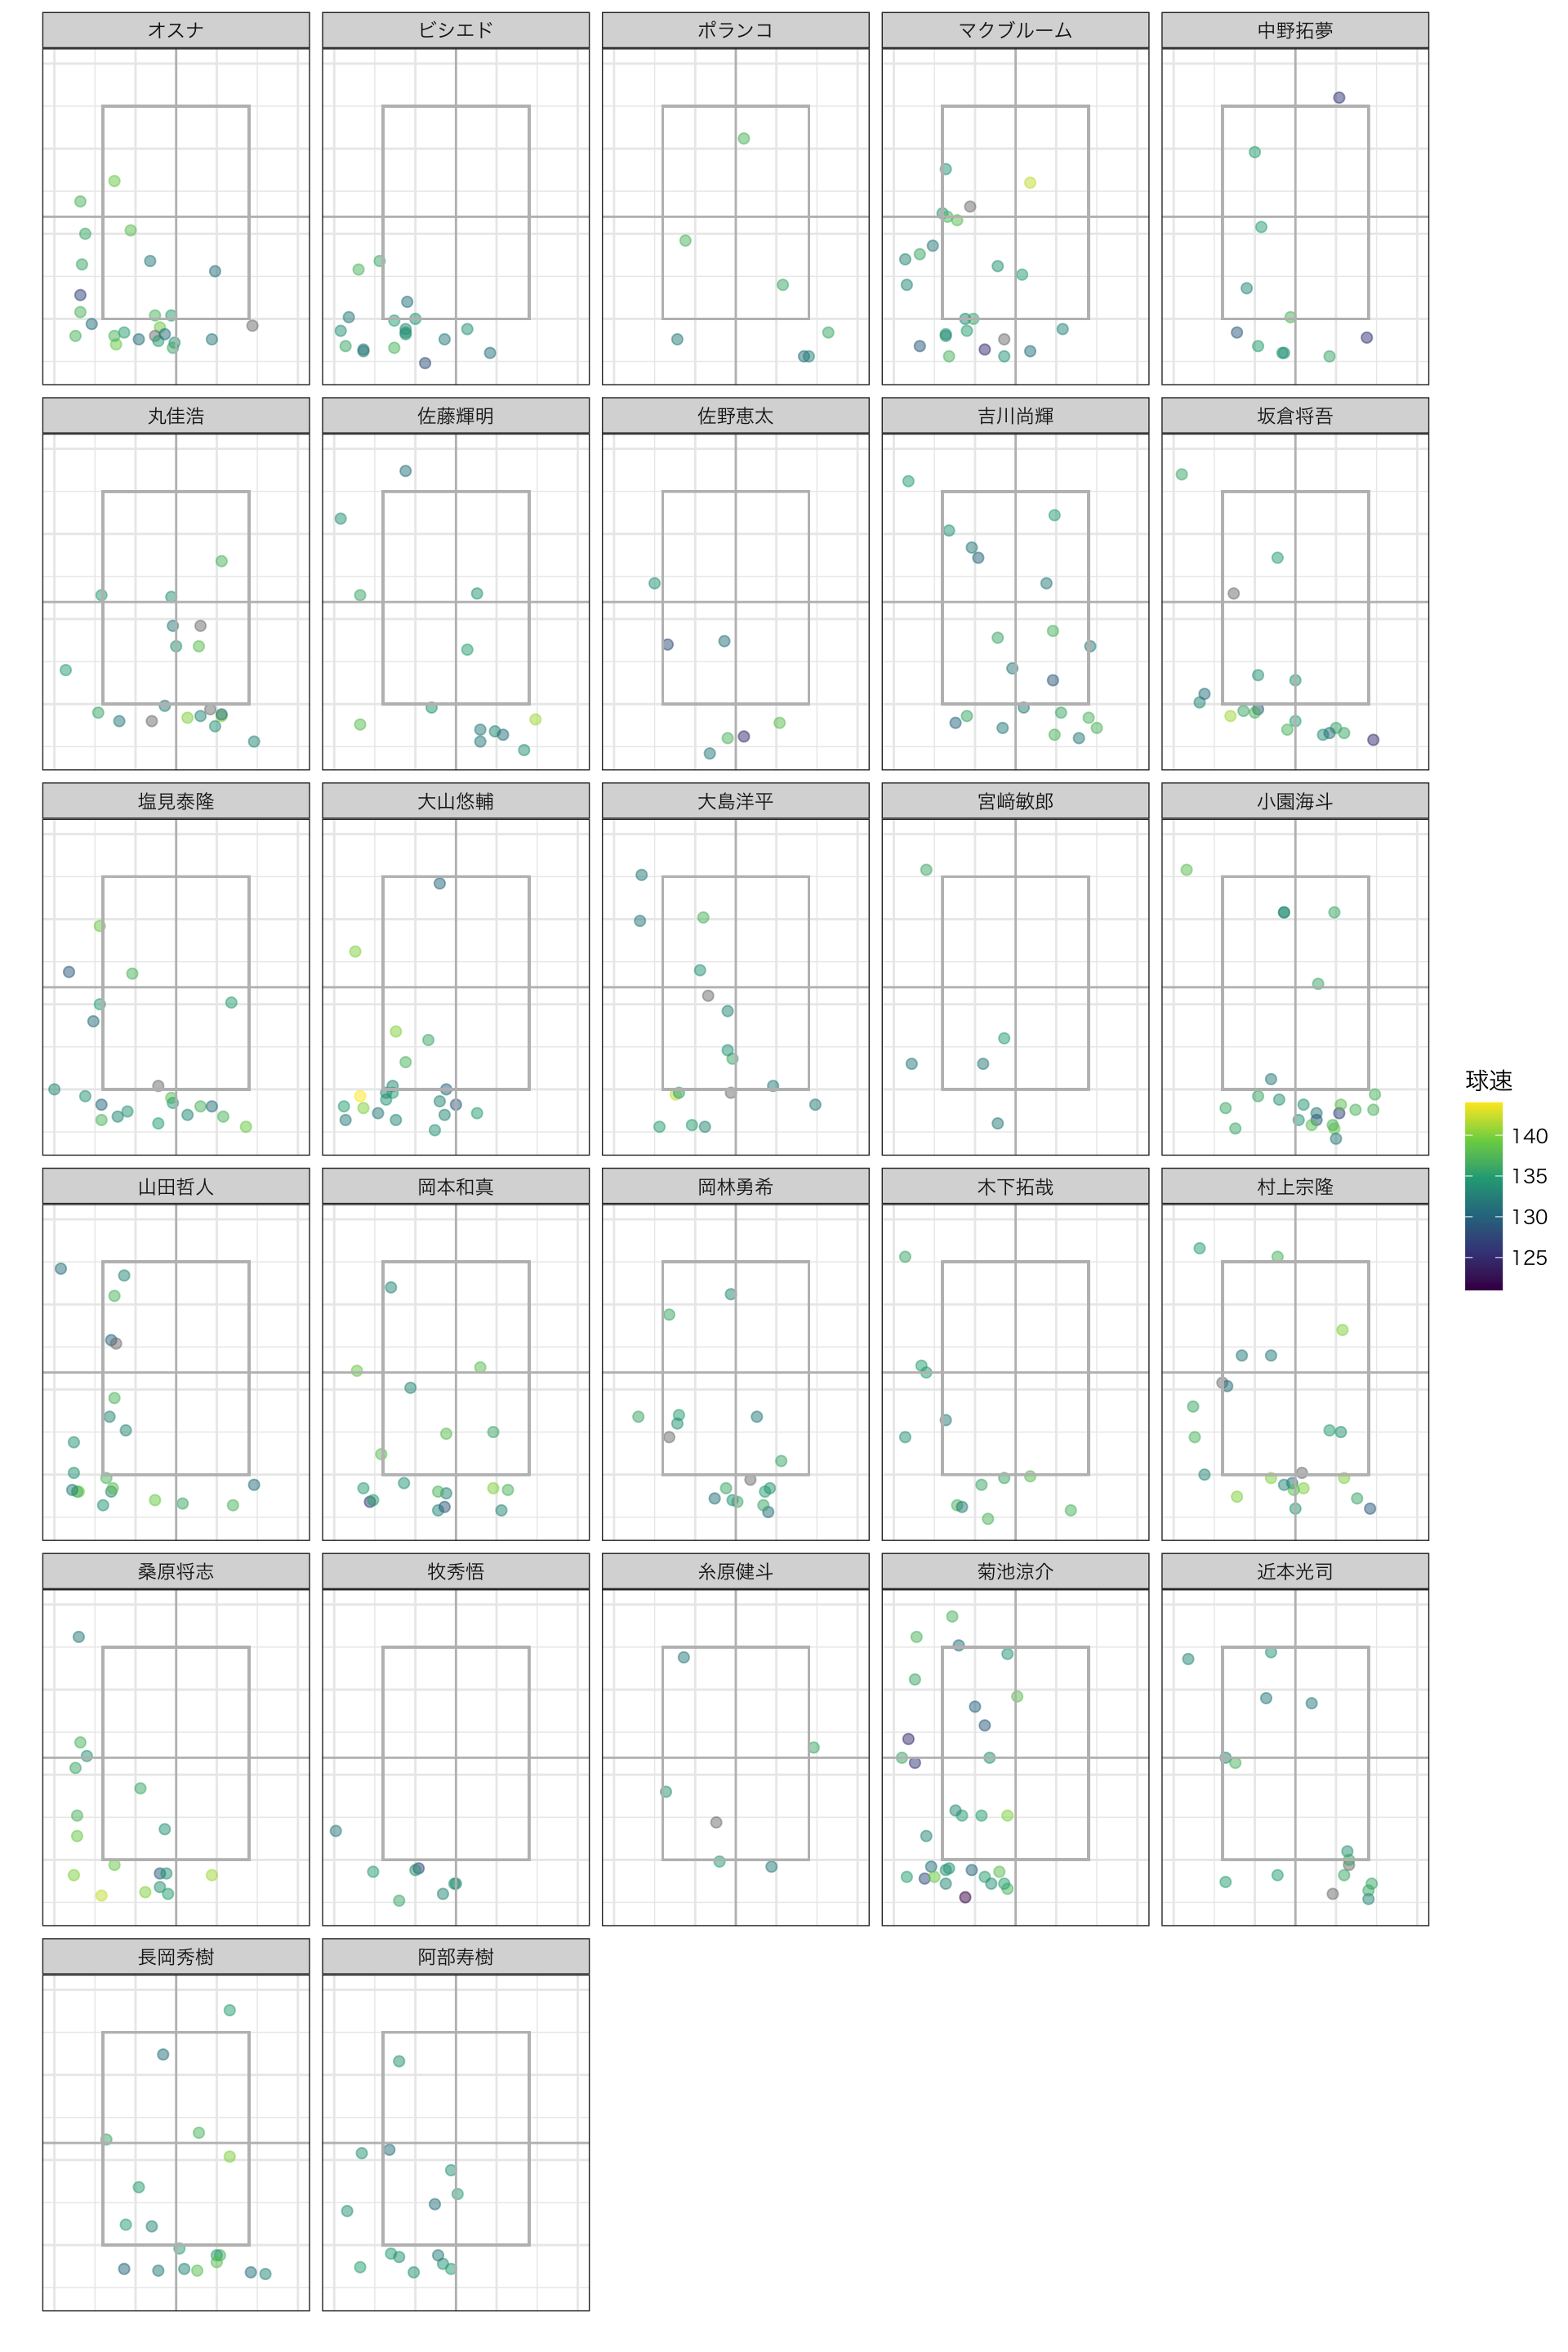 オスナ
ビシエド
ポランコ
マクブルーム
中野拓夢
丸佳浩
佐藤輝明
佐野恵太
吉川尚輝
坂倉将吾
塩見泰隆
大山悠輔
大島洋平
宮﨑敏郎
小園海斗
山田哲人
岡本和真
岡林勇希
木下拓哉
村上宗隆
桑原将志
牧秀悟
糸原健斗
菊池涼介
近本光司
長岡秀樹
阿部寿樹
球速
140
135
130
125